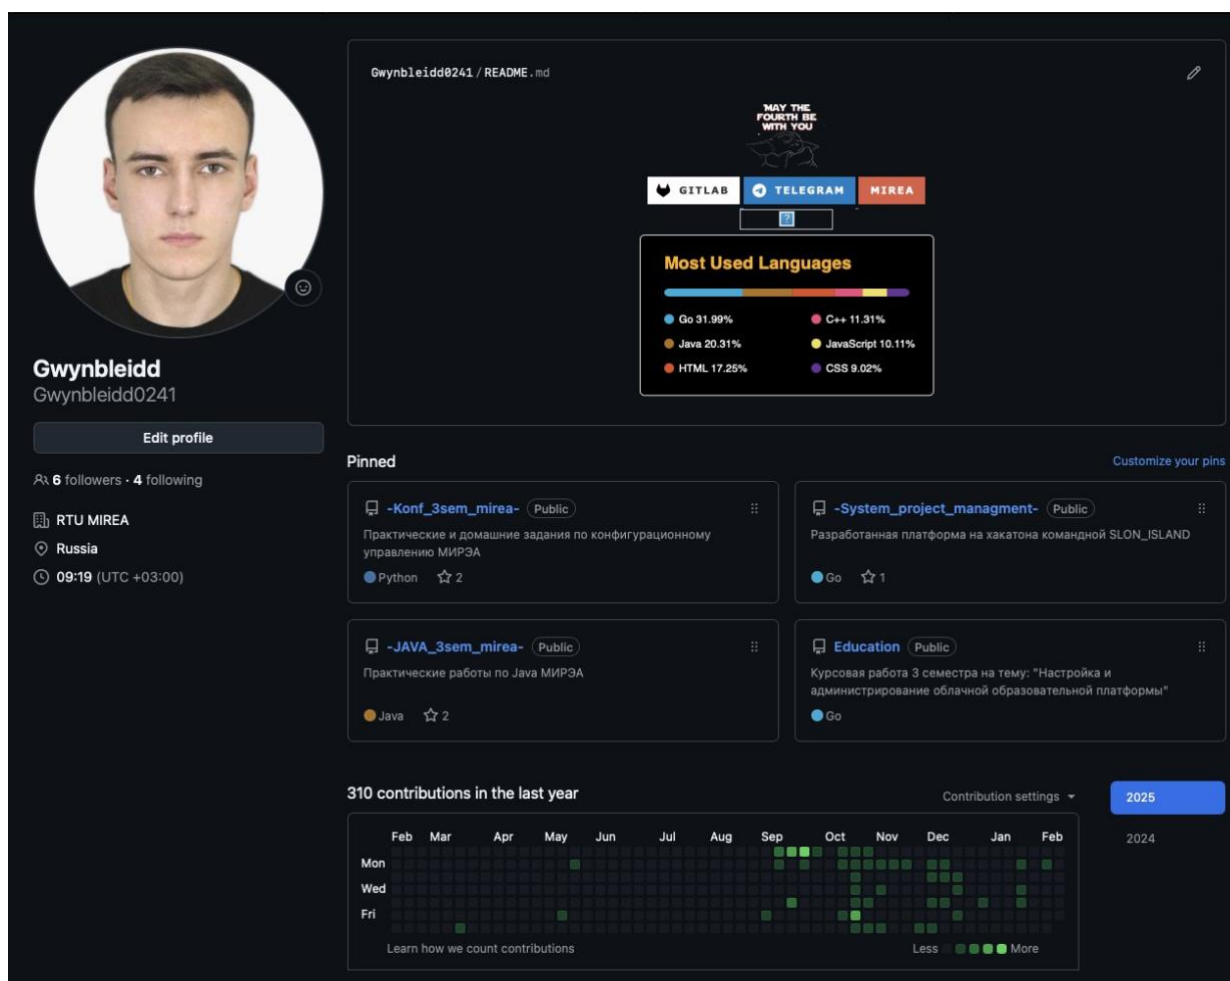 Gwynbleidd0241/README.md
MAY THE
FOURTH BE
WITH YOU
GITLAB
TELEGRAM
MIREA
?
Most Used Languages
Go 31.99%
C++ 11.31%
Java 20.31%
JavaScript 10.11%
HTML 17.25%
CSS 9.02%
Gwynbleidd
Gwynbleidd0241
Edit profile
6 followers · 4 following
RTU MIREA
Russia
09:19 (UTC +03:00)
Pinned
Customize your pins
-Konf_3sem_mirea- Public
Практические и домашние задания по конфигурационному
управлению МИРЭА
Python 2
-System_project_managment- Public
Разработанная платформа на хакатона командной SLON_ISLAND
Go 1
-JAVA_3sem_mirea- Public
Практические работы по Java МИРЭА
Java 2
Education Public
Курсовая работа 3 семестра на тему: "Настройка и
администрирование облачной образовательной платформы"
Go
310 contributions in the last year
Contribution settings
2025
2024
Feb Mar Apr May Jun Jul Aug Sep Oct Nov Dec Jan Feb
Mon
Wed
Fri
Learn how we count contributions
Less More